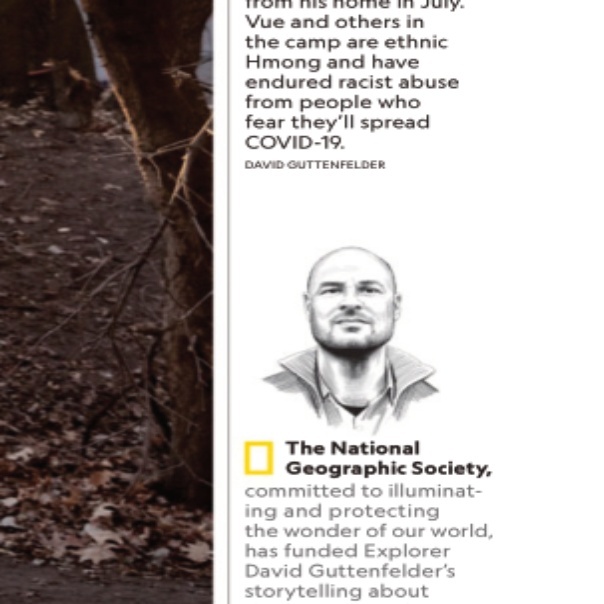 from his home in July.
Vue and others in
the camp are ethnic
Hmong and have
endured racist abuse
from people who
fear they'll spread
COVID-19.
DAVID GUTTENFELDER
The National
Geographic Society,
committed to illuminat-
ing and protecting
the wonder of our world,
has funded Explorer
David Guttenfelder's
storytelling about